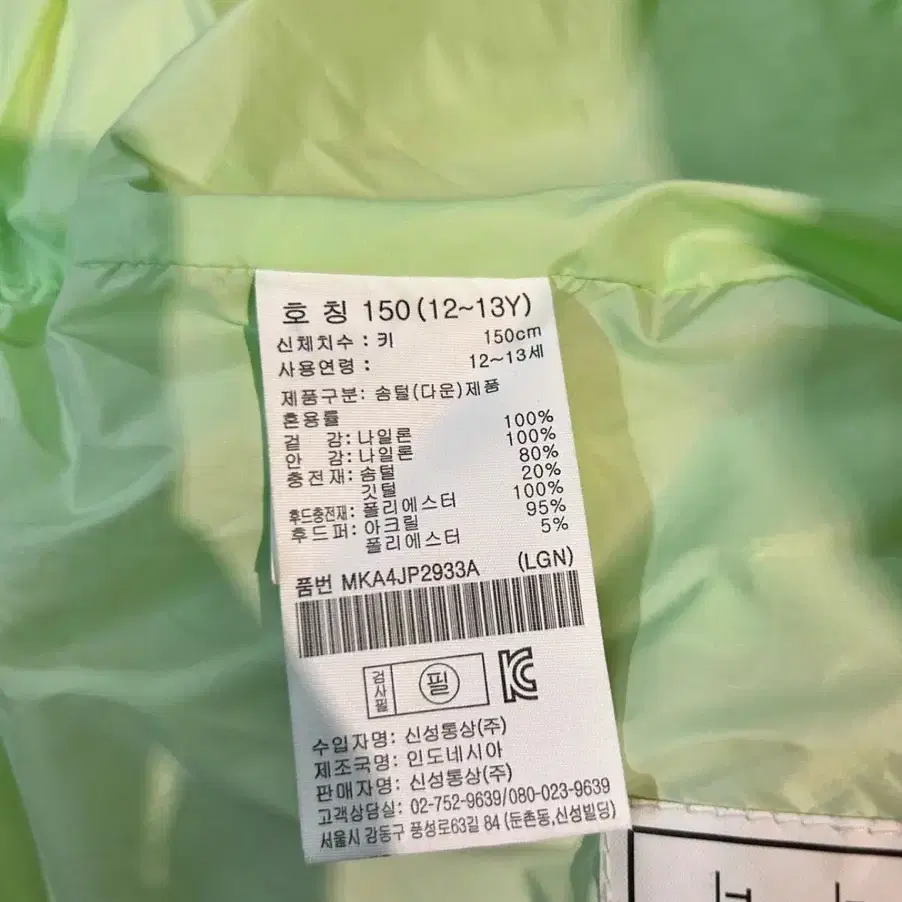 호 칭 150 (12~13Y)
신체치수 : 키 150cm
사용연령 : 12~13세
제품구분: 솜털(다운)제품
혼용률
겉 감: 나일론 100%
안 감: 나일론 100%
충전재: 솜털 80%
깃털 20%
후드충전재: 폴리에스터 100%
후드퍼: 아크릴 95%
폴리에스터 5%
품번 MKA4JP2933A (LGN)
검사필 필
수입자명: 신성통상(주)
제조국명: 인도네시아
판매자명: 신성통상(주)
고객상담실: 02-752-9639/080-023-9639
서울시 강동구 풍성로63길 84 (둔촌동,신성빌딩)